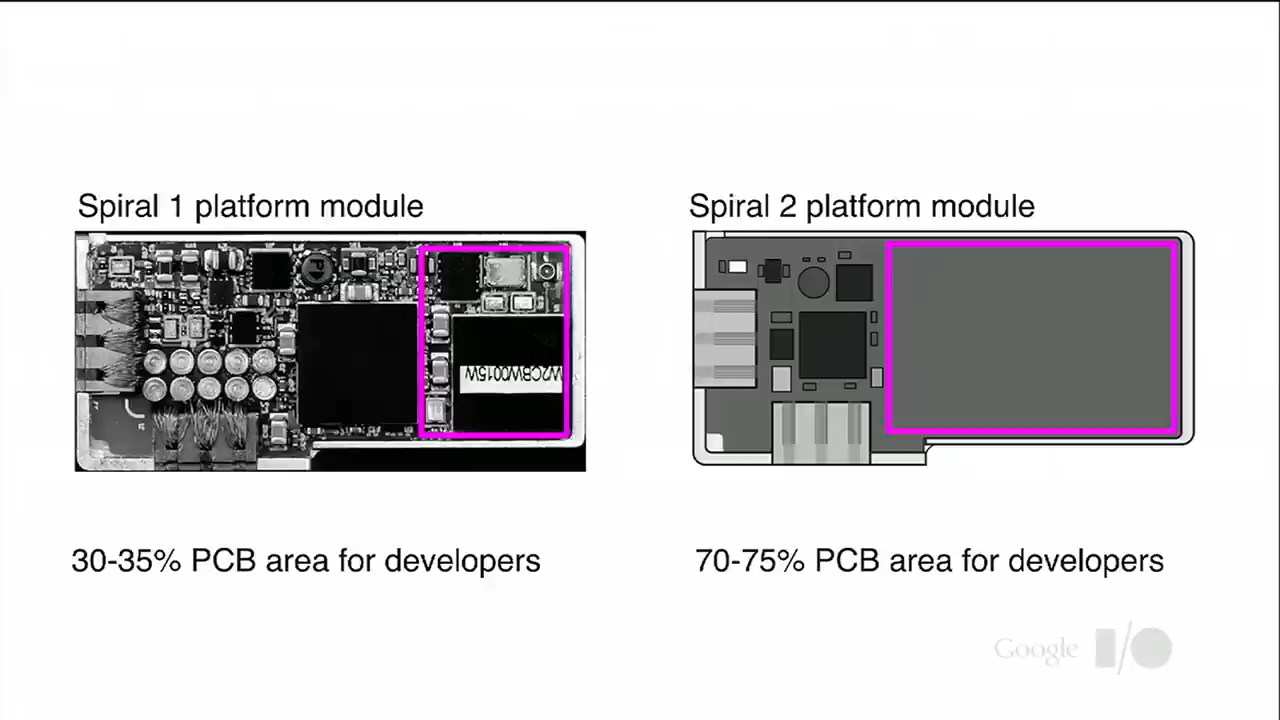 Spiral 1 platform module
Spiral 2 platform module
W2CBW0015W
30-35% PCB area for developers
70-75% PCB area for developers
Google I/O